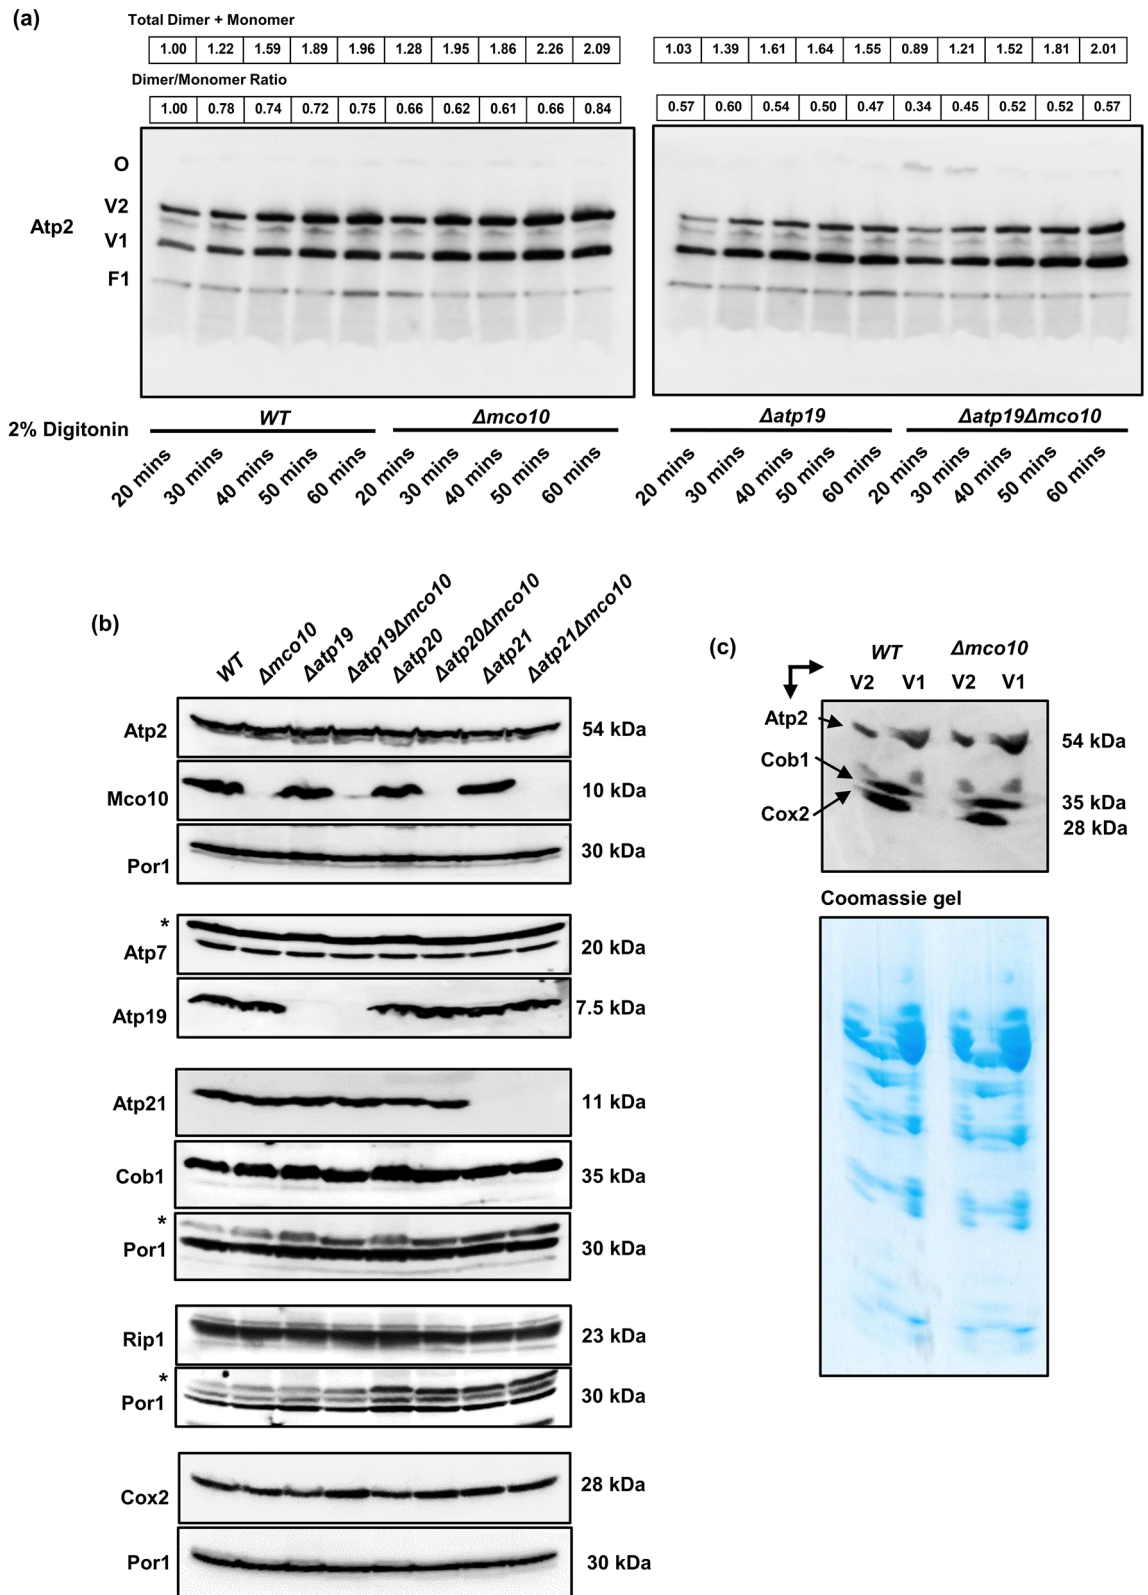 (a)
Total Dimer + Monomer
1.00 1.22 1.59 1.89 1.96 1.28 1.95 1.86 2.26 2.09 1.03 1.39 1.61 1.64 1.55 0.89 1.21 1.52 1.81 2.01
Dimer/Monomer Ratio
1.00 0.78 0.74 0.72 0.75 0.66 0.62 0.61 0.66 0.84 0.57 0.60 0.54 0.50 0.47 0.34 0.45 0.52 0.52 0.57
O
V2
Atp2
V1
F1
2% Digitonin
WT Δmco10 Δatp19 Δatp19Δmco10
20 mins 30 mins 40 mins 50 mins 60 mins 20 mins 30 mins 40 mins 50 mins 60 mins 20 mins 30 mins 40 mins 50 mins 60 mins 20 mins 30 mins 40 mins 50 mins 60 mins
(b)
WT Δmco10 Δatp19 Δatp19Δmco10 Δatp20 Δatp20Δmco10 Δatp21 Δatp21Δmco10
Atp2 54 kDa
Mco10 10 kDa
Por1 30 kDa
*
Atp7 20 kDa
Atp19 7.5 kDa
Atp21 11 kDa
Cob1 35 kDa
*
Por1 30 kDa
Rip1 23 kDa
*
Por1 30 kDa
Cox2 28 kDa
Por1 30 kDa
(c)
WT Δmco10
V2 V1 V2 V1
Atp2 54 kDa
Cob1 35 kDa
Cox2 28 kDa
Coomassie gel